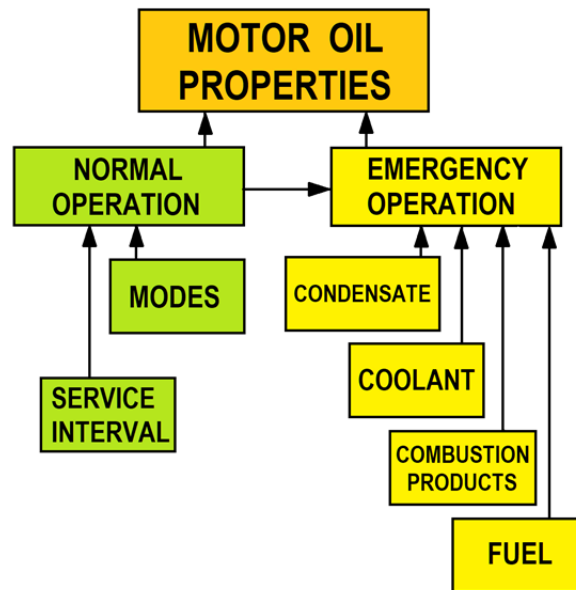 MOTOR OIL
PROPERTIES
NORMAL
OPERATION
EMERGENCY
OPERATION
MODES
CONDENSATE
SERVICE
INTERVAL
COOLANT
COMBUSTION
PRODUCTS
FUEL